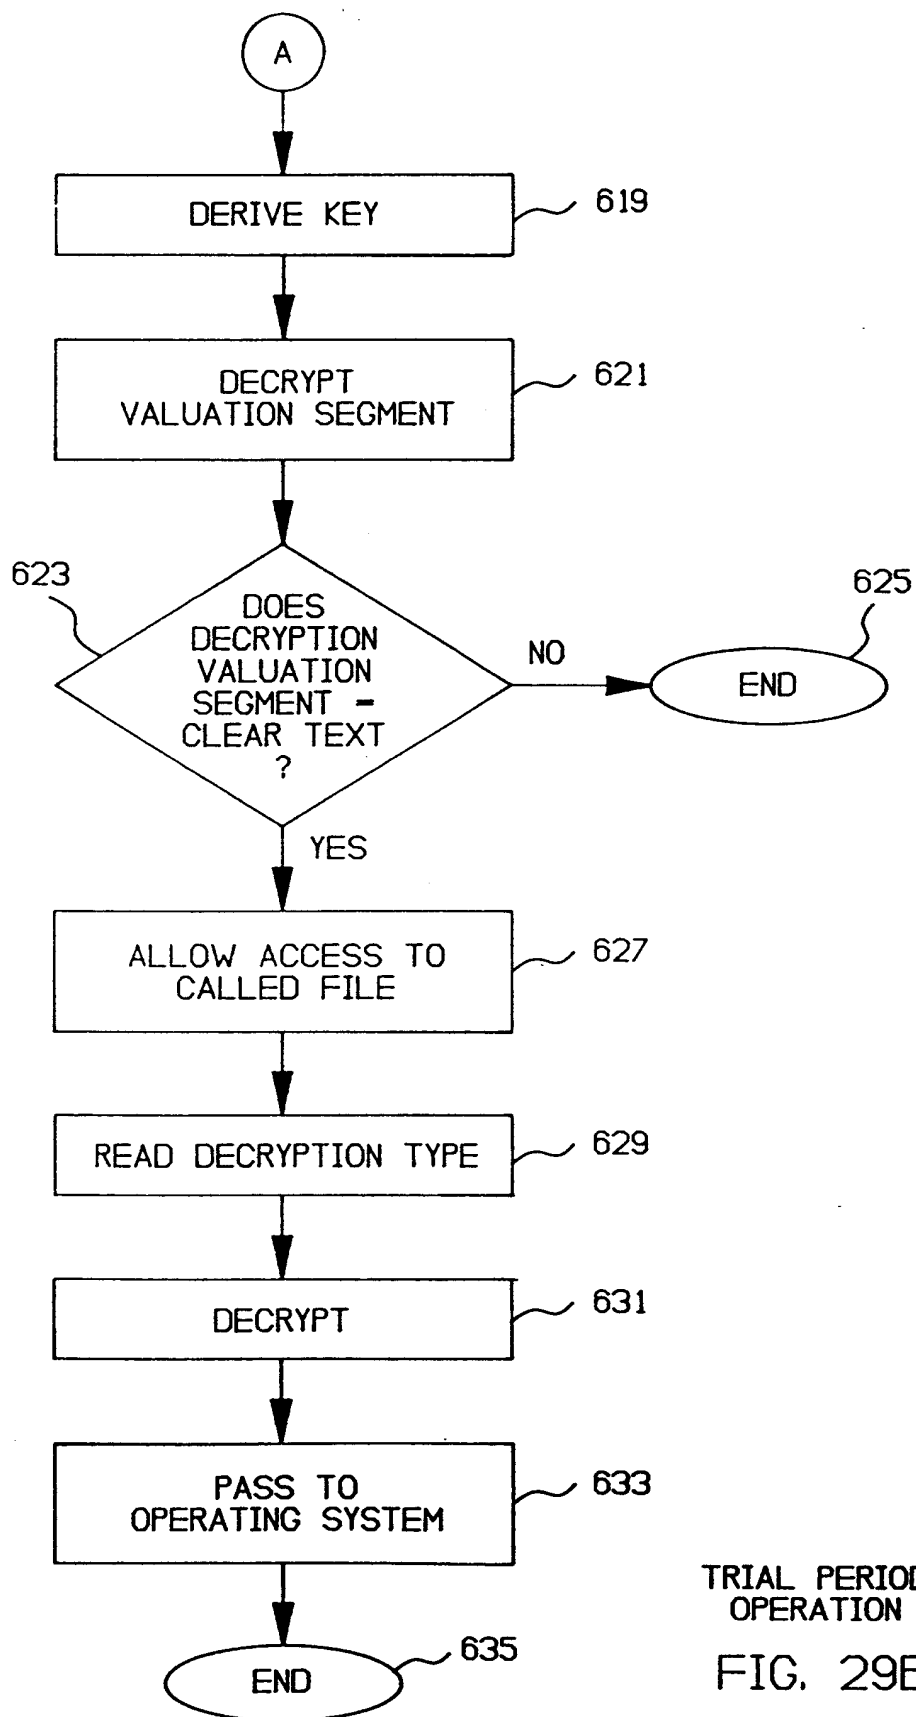 A
DERIVE KEY
619
DECRYPT
VALUATION SEGMENT
621
623
DOES
DECRYPTION
VALUATION
SEGMENT =
CLEAR TEXT
?
NO
625
END
YES
ALLOW ACCESS TO
CALLED FILE
627
READ DECRYPTION TYPE
629
DECRYPT
631
PASS TO
OPERATING SYSTEM
633
END
635
TRIAL PERIOD
OPERATION
FIG. 29B